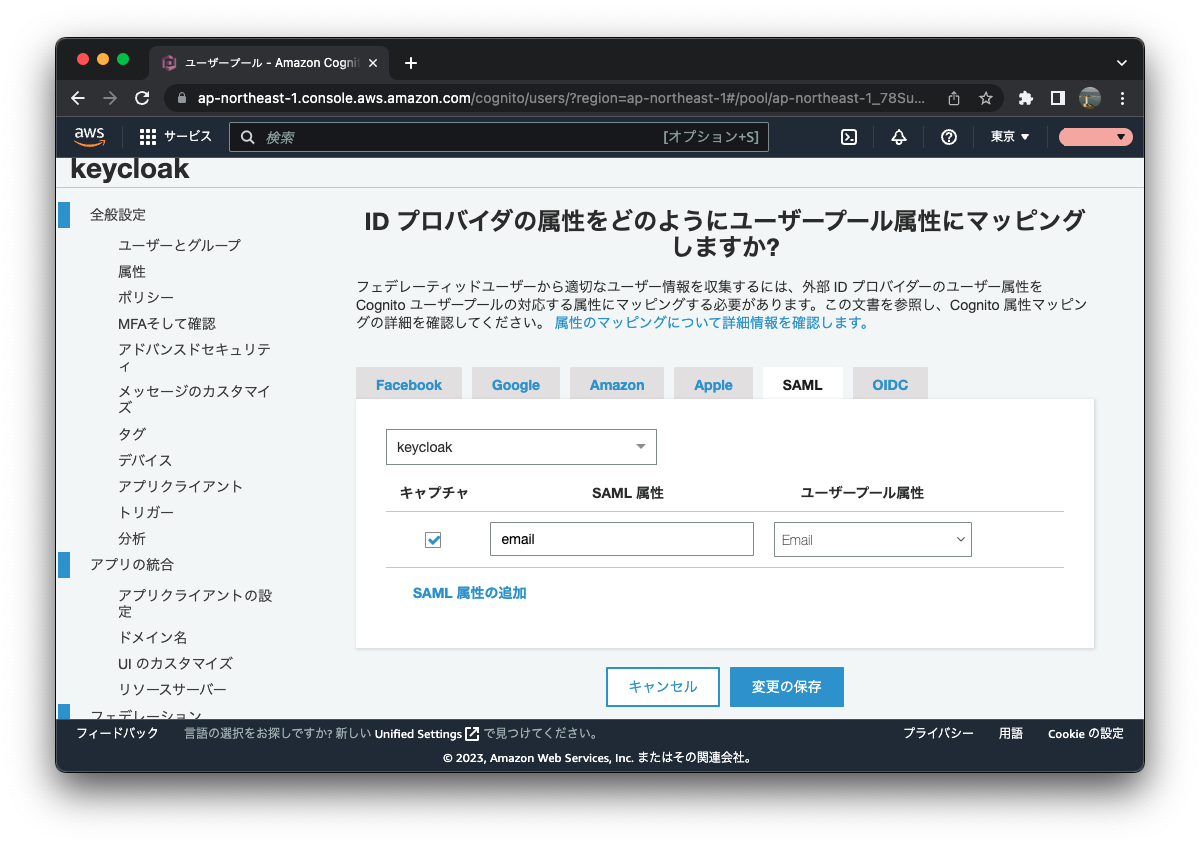 ユーザープール - Amazon Cogni
ap-northeast-1.console.aws.amazon.com/cognito/users/?region=ap-northeast-1#/pool/ap-northeast-1_78Su...
aws
サービス
検索
[オプション+S]
東京
keycloak
全般設定
ユーザーとグループ
属性
ポリシー
MFAそして確認
アドバンスドセキュリテ
ィ
メッセージのカスタマイ
ズ
タグ
デバイス
アプリクライアント
トリガー
分析
アプリの統合
アプリクライアントの設
定
ドメイン名
UI のカスタマイズ
リソースサーバー
フェデレーション
ID プロバイダの属性をどのようにユーザープール属性にマッピング
しますか?
フェデレーティッドユーザーから適切なユーザー情報を収集するには、外部 ID プロバイダーのユーザー属性を
Cognito ユーザープールの対応する属性にマッピングする必要があります。この文書を参照し、Cognito 属性マッピン
グの詳細を確認してください。 属性のマッピングについて詳細情報を確認します。
Facebook
Google
Amazon
Apple
SAML
OIDC
keycloak
キャプチャ
SAML 属性
ユーザープール属性
email
Email
SAML 属性の追加
キャンセル
変更の保存
フィードバック
言語の選択をお探しですか? 新しい Unified Settings で見つけてください。
プライバシー
用語
Cookie の設定
© 2023, Amazon Web Services, Inc. またはその関連会社。